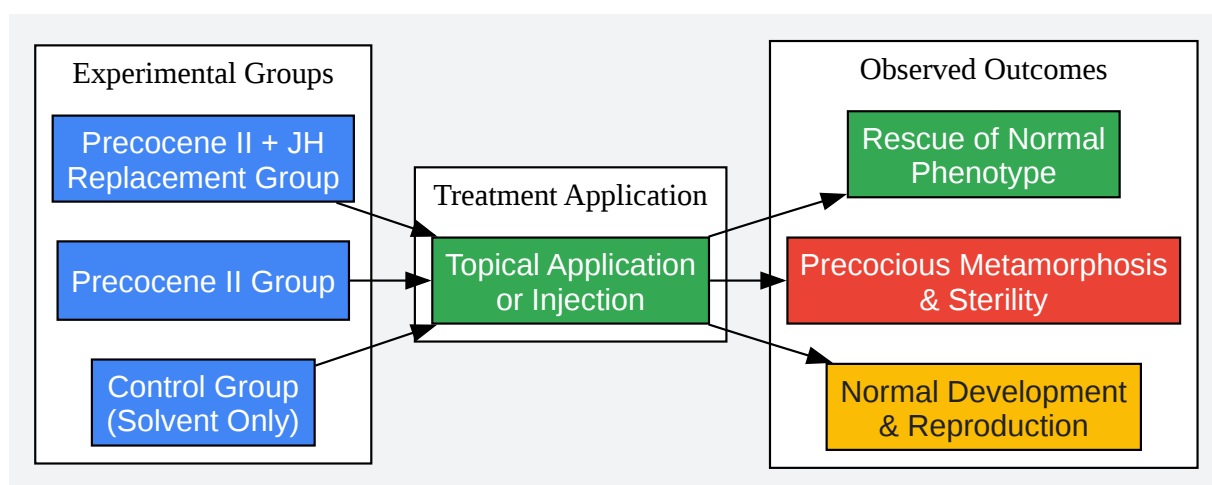 Experimental Groups
Precocene II + JH
Replacement Group
Precocene II Group
Control Group
(Solvent Only)
Treatment Application
Topical Application
or Injection
Observed Outcomes
Rescue of Normal
Phenotype
Precocious Metamorphosis
& Sterility
Normal Development
& Reproduction